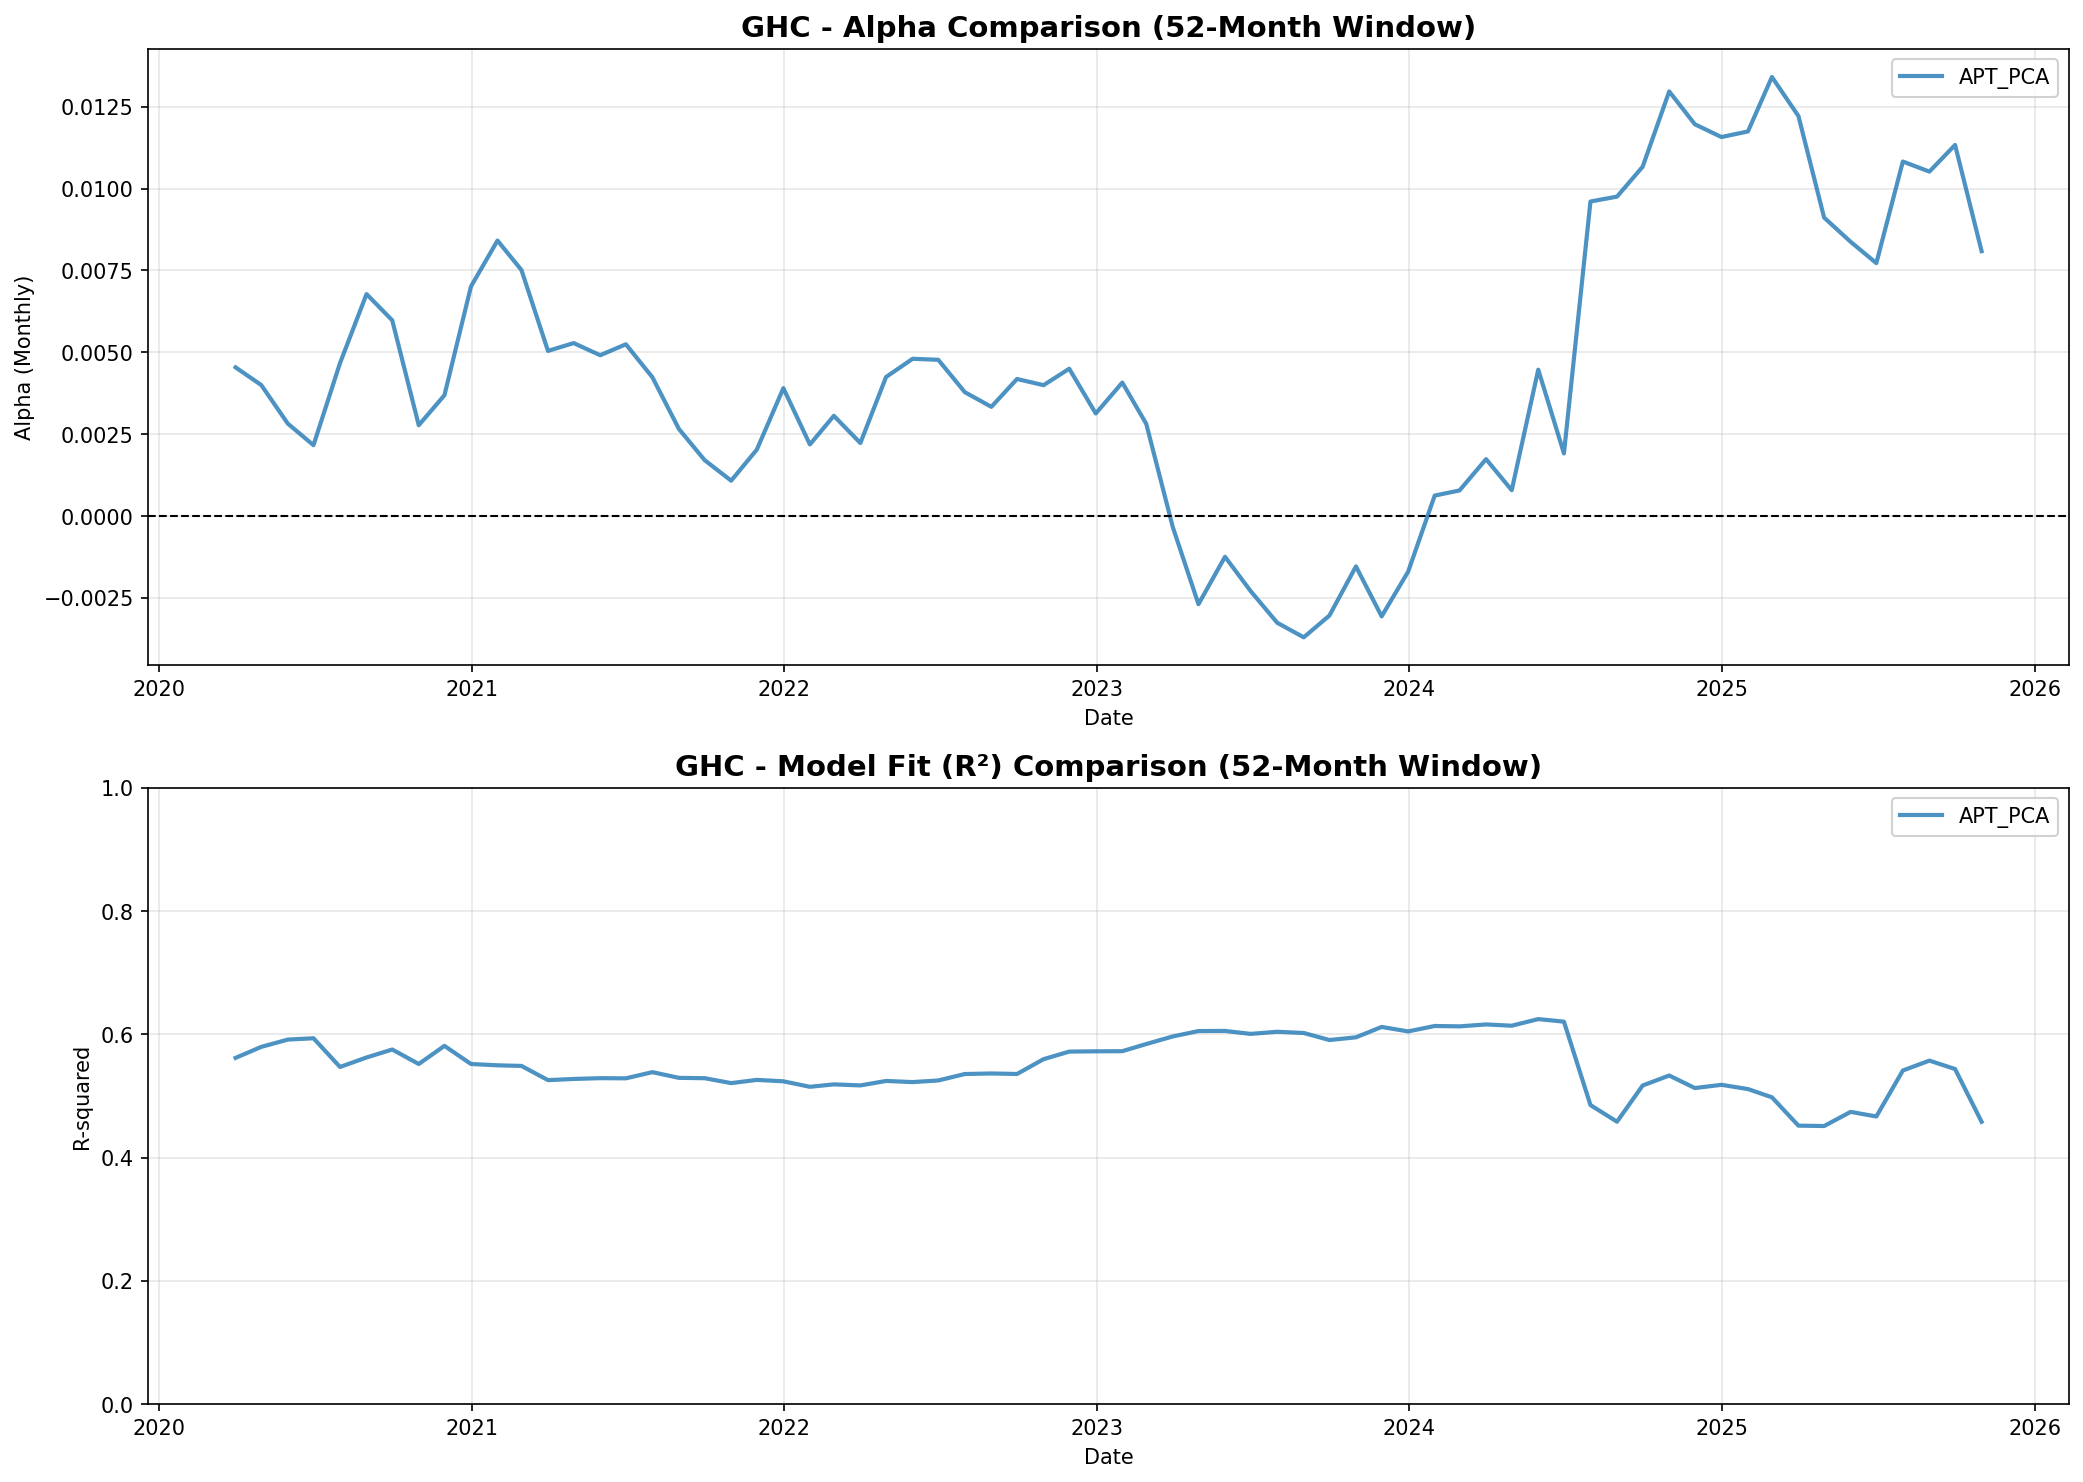 GHC - Alpha Comparison (52-Month Window)
APT_PCA
0.0125
0.0100
0.0075
0.0050
0.0025
0.0000
−0.0025
Alpha (Monthly)
2020 2021 2022 2023 2024 2025 2026
Date
GHC - Model Fit (R²) Comparison (52-Month Window)
APT_PCA
1.0
0.8
0.6
0.4
0.2
0.0
R-squared
2020 2021 2022 2023 2024 2025 2026
Date